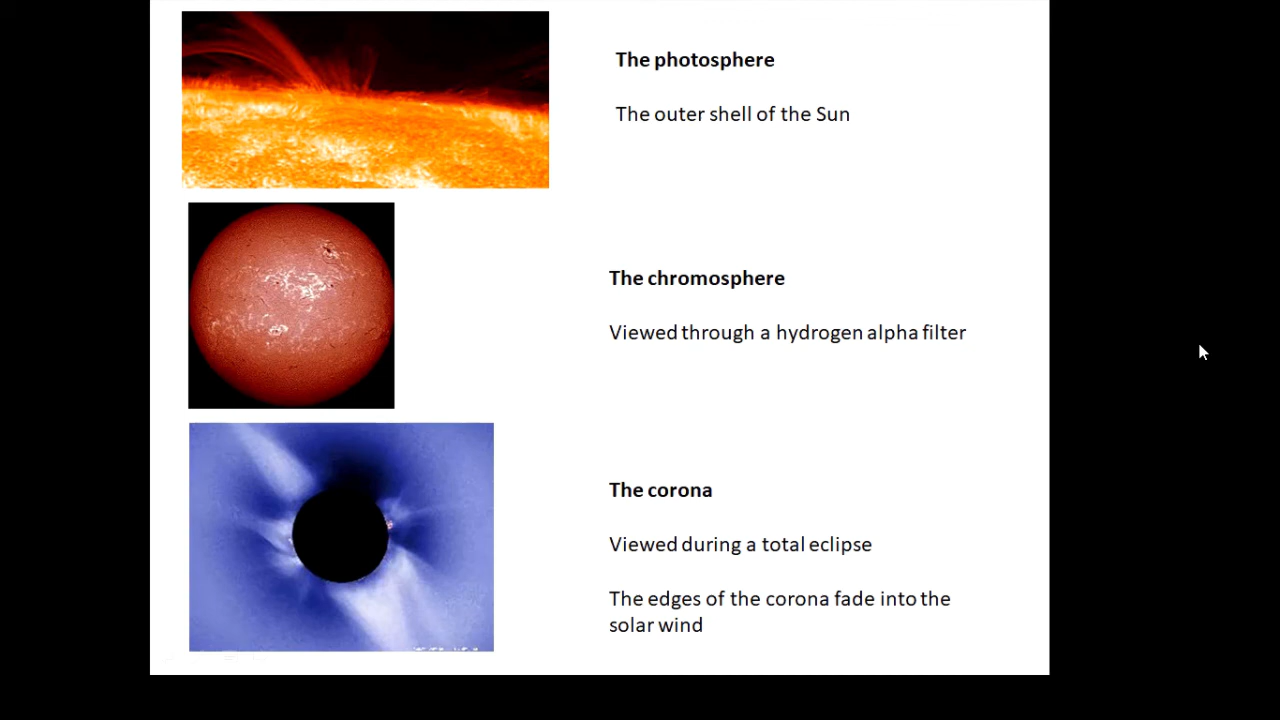 The photosphere
The outer shell of the Sun
The chromosphere
Viewed through a hydrogen alpha filter
The corona
Viewed during a total eclipse
The edges of the corona fade into the
solar wind